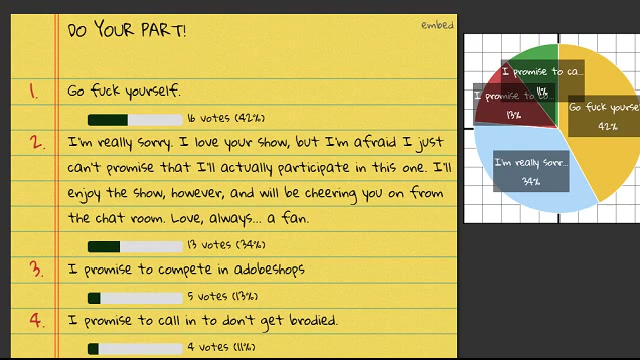 DO YOUR PART!
embed
1. Go fuck yourself.
16 votes (42%)
2. I'm really sorry. I love your show, but I'm afraid I just
can't promise that I'll actually participate in this one. I'll
enjoy the show, however, and will be cheering you on from
the chat room. Love, always... a fan.
13 votes (34%)
3. I promise to compete in adobeshops
5 votes (13%)
4. I promise to call in to don't get brodied.
4 votes (11%)
I promise to ca...
11%
I promise to co...
13%
Go fuck yourse
42%
I'm really sorr...
34%